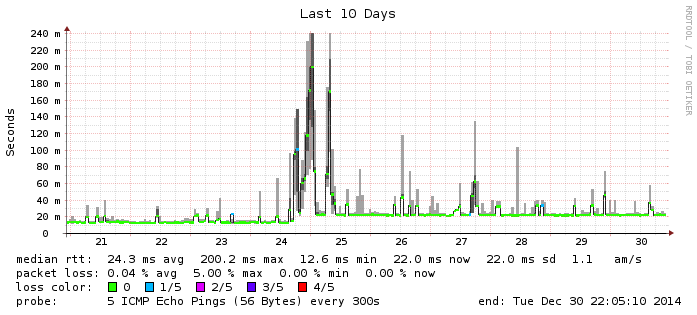 Last 10 Days
RRDTOOL / TOBI OETIKER
Seconds
240 m
220 m
200 m
180 m
160 m
140 m
120 m
100 m
80 m
60 m
40 m
20 m
0
21 22 23 24 25 26 27 28 29 30
median rtt: 24.3 ms avg 200.2 ms max 12.6 ms min 22.0 ms now 22.0 ms sd 1.1 am/s
packet loss: 0.04 % avg 5.00 % max 0.00 % min 0.00 % now
loss color: 0 1/5 2/5 3/5 4/5
probe: 5 ICMP Echo Pings (56 Bytes) every 300s end: Tue Dec 30 22:05:10 2014